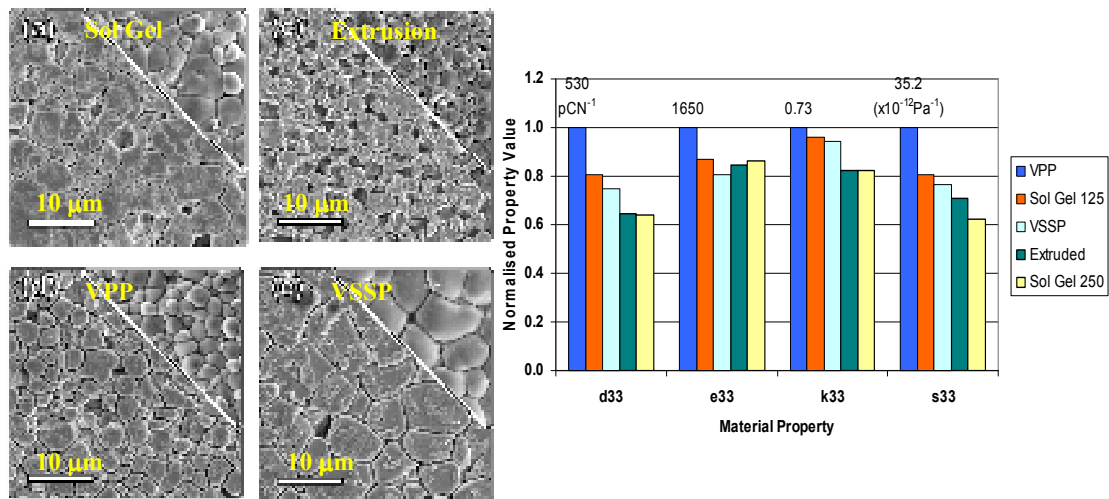 Sol Gel
10 µm
Extrusion
10 µm
VPP
10 µm
VSSP
10 µm
Normalised Property Value
1.2
1.0
0.8
0.6
0.4
0.2
0.0
530
pCN⁻¹
1650
0.73
35.2
(x10⁻¹²Pa⁻¹)
d33
e33
k33
s33
Material Property
VPP
Sol Gel 125
VSSP
Extruded
Sol Gel 250